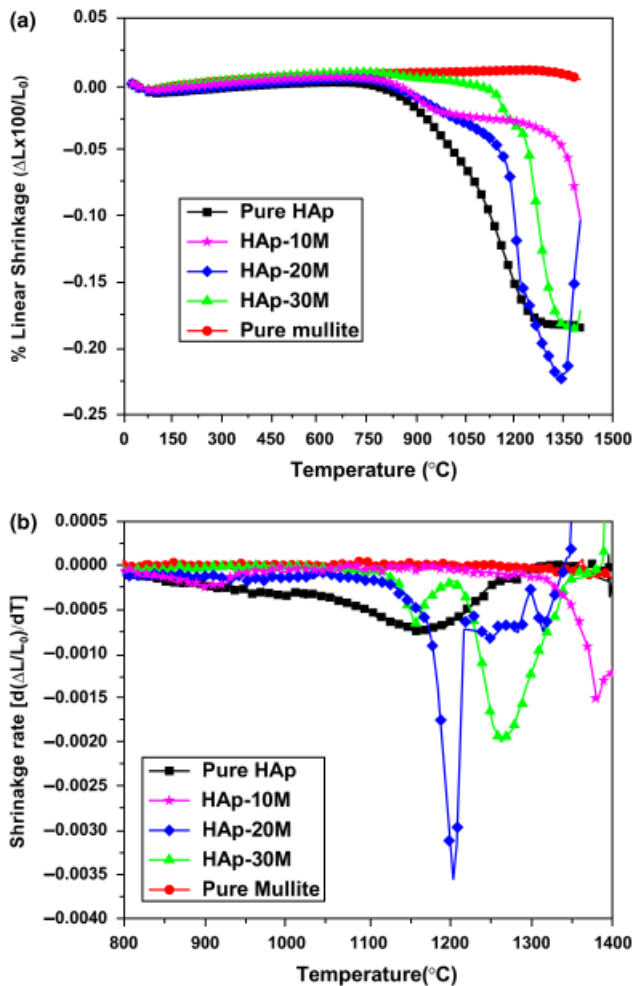 (a)
0.05
0.00
–0.05
–0.10
–0.15
–0.20
–0.25
% Linear Shrinkage (ΔLx100/L₀)
Pure HAp
HAp-10M
HAp-20M
HAp-30M
Pure mullite
0 150 300 450 600 750 900 1050 1200 1350 1500
Temperature (°C)
(b)
0.0005
0.0000
–0.0005
–0.0010
–0.0015
–0.0020
–0.0025
–0.0030
–0.0035
–0.0040
Shrinakge rate [d(ΔL/L₀)/dT]
Pure HAp
HAp-10M
HAp-20M
HAp-30M
Pure Mullite
800 900 1000 1100 1200 1300 1400
Temperature(°C)